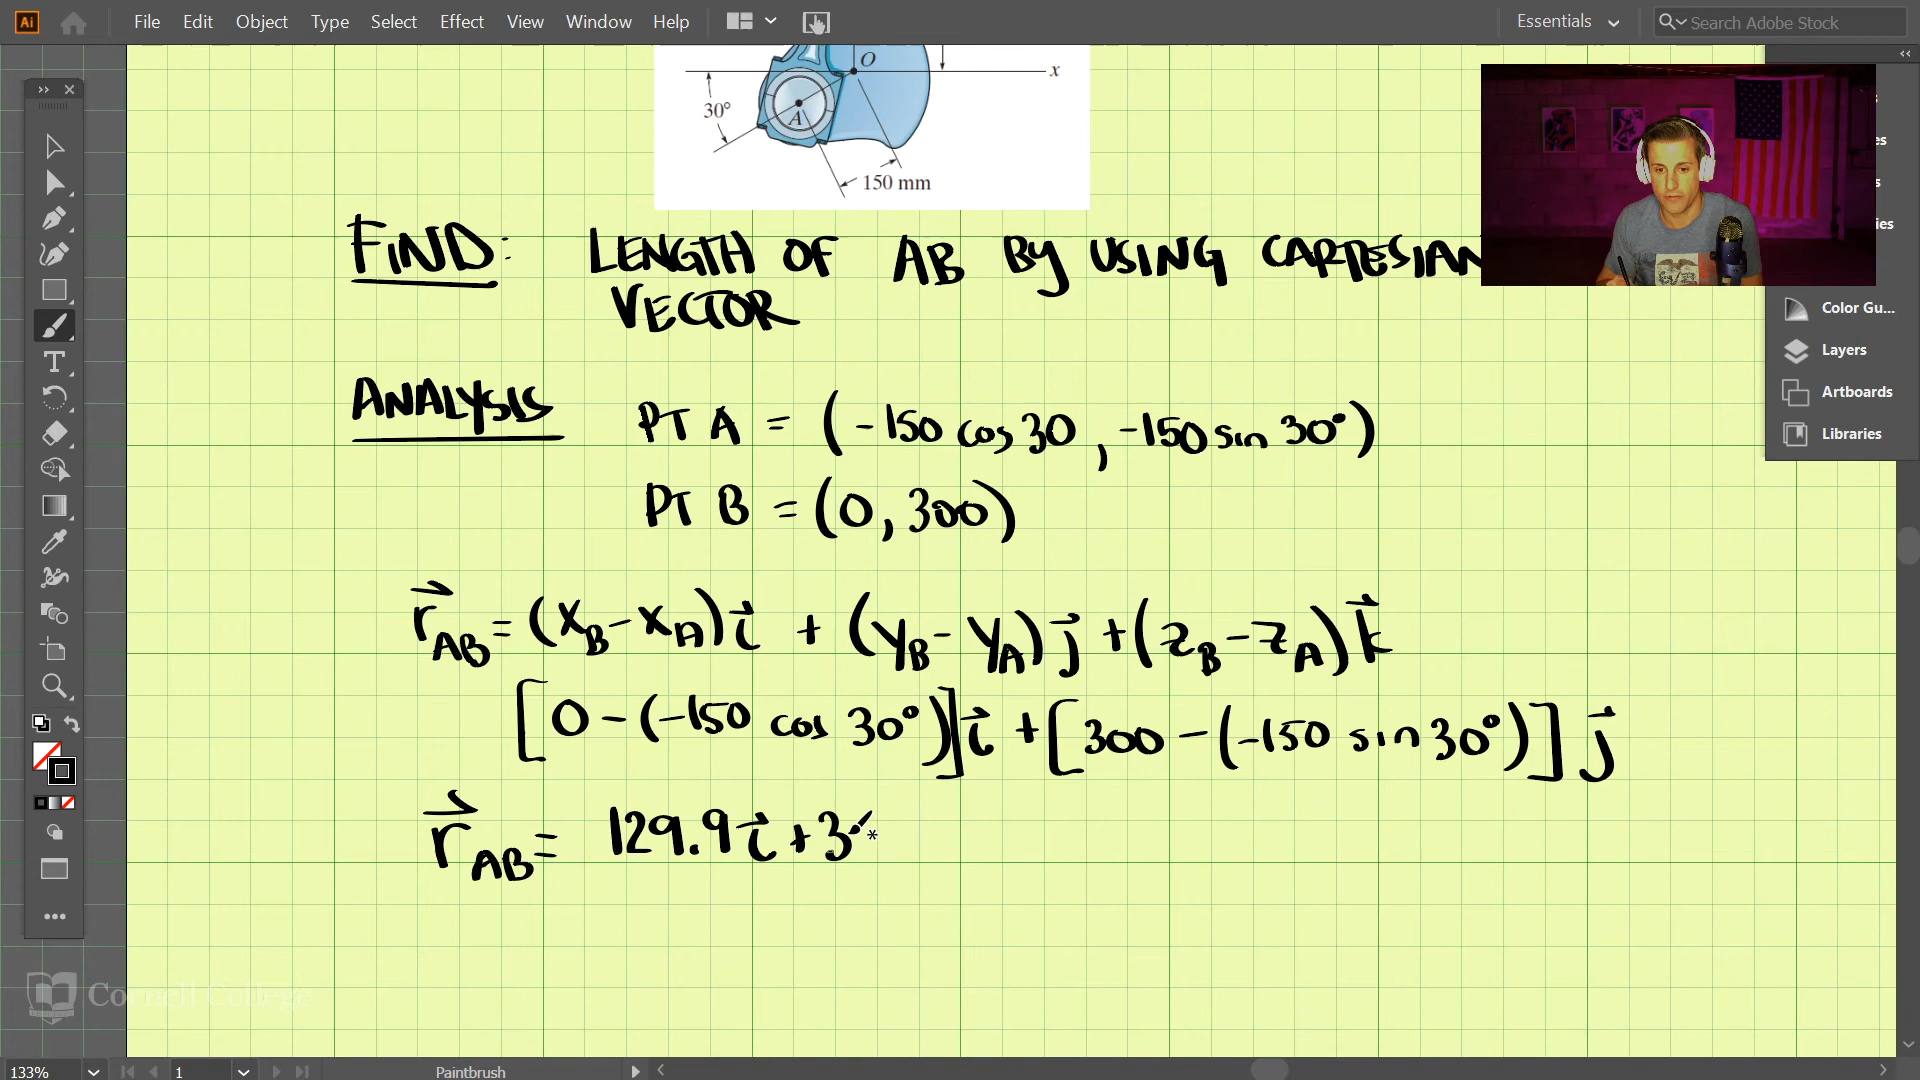 Ai File Edit Object Type Select Effect View Window Help Essentials Search Adobe Stock
O
x
30°
A
150 mm
FIND: LENGTH OF AB BY USING CARTESIAN
VECTOR
Color Gu...
Layers
Artboards
Libraries
ANALYSIS PT A = (-150 cos 30, -150 sin 30°)
PT B = (0, 300)
r⃗AB = (xB - xA)i⃗ + (yB - yA)j⃗ + (zB - zA)k⃗
[0 - (-150 cos 30°)]i⃗ + [300 - (-150 sin 30°)]j⃗
r⃗AB = 129.9i⃗ + 3
Cornell College
133% 1 Paintbrush